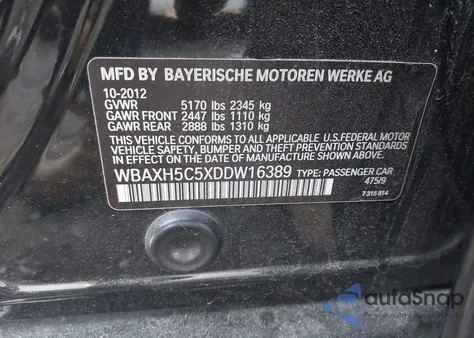 MFD BY BAYERISCHE MOTOREN WERKE AG
10-2012
GVWR 5170 lbs 2345 kg
GAWR FRONT 2447 lbs 1110 kg
GAWR REAR 2888 lbs 1310 kg
THIS VEHICLE CONFORMS TO ALL APPLICABLE U.S.FEDERAL MOTOR
VEHICLE SAFETY, BUMPER AND THEFT PREVENTION STANDARDS
IN EFFECT ON THE DATE OF MANUFACTURE SHOWN ABOVE.
WBAXH5C5XDDW16389 TYPE: PASSENGER CAR
475/9
7 315 814
autoSnap